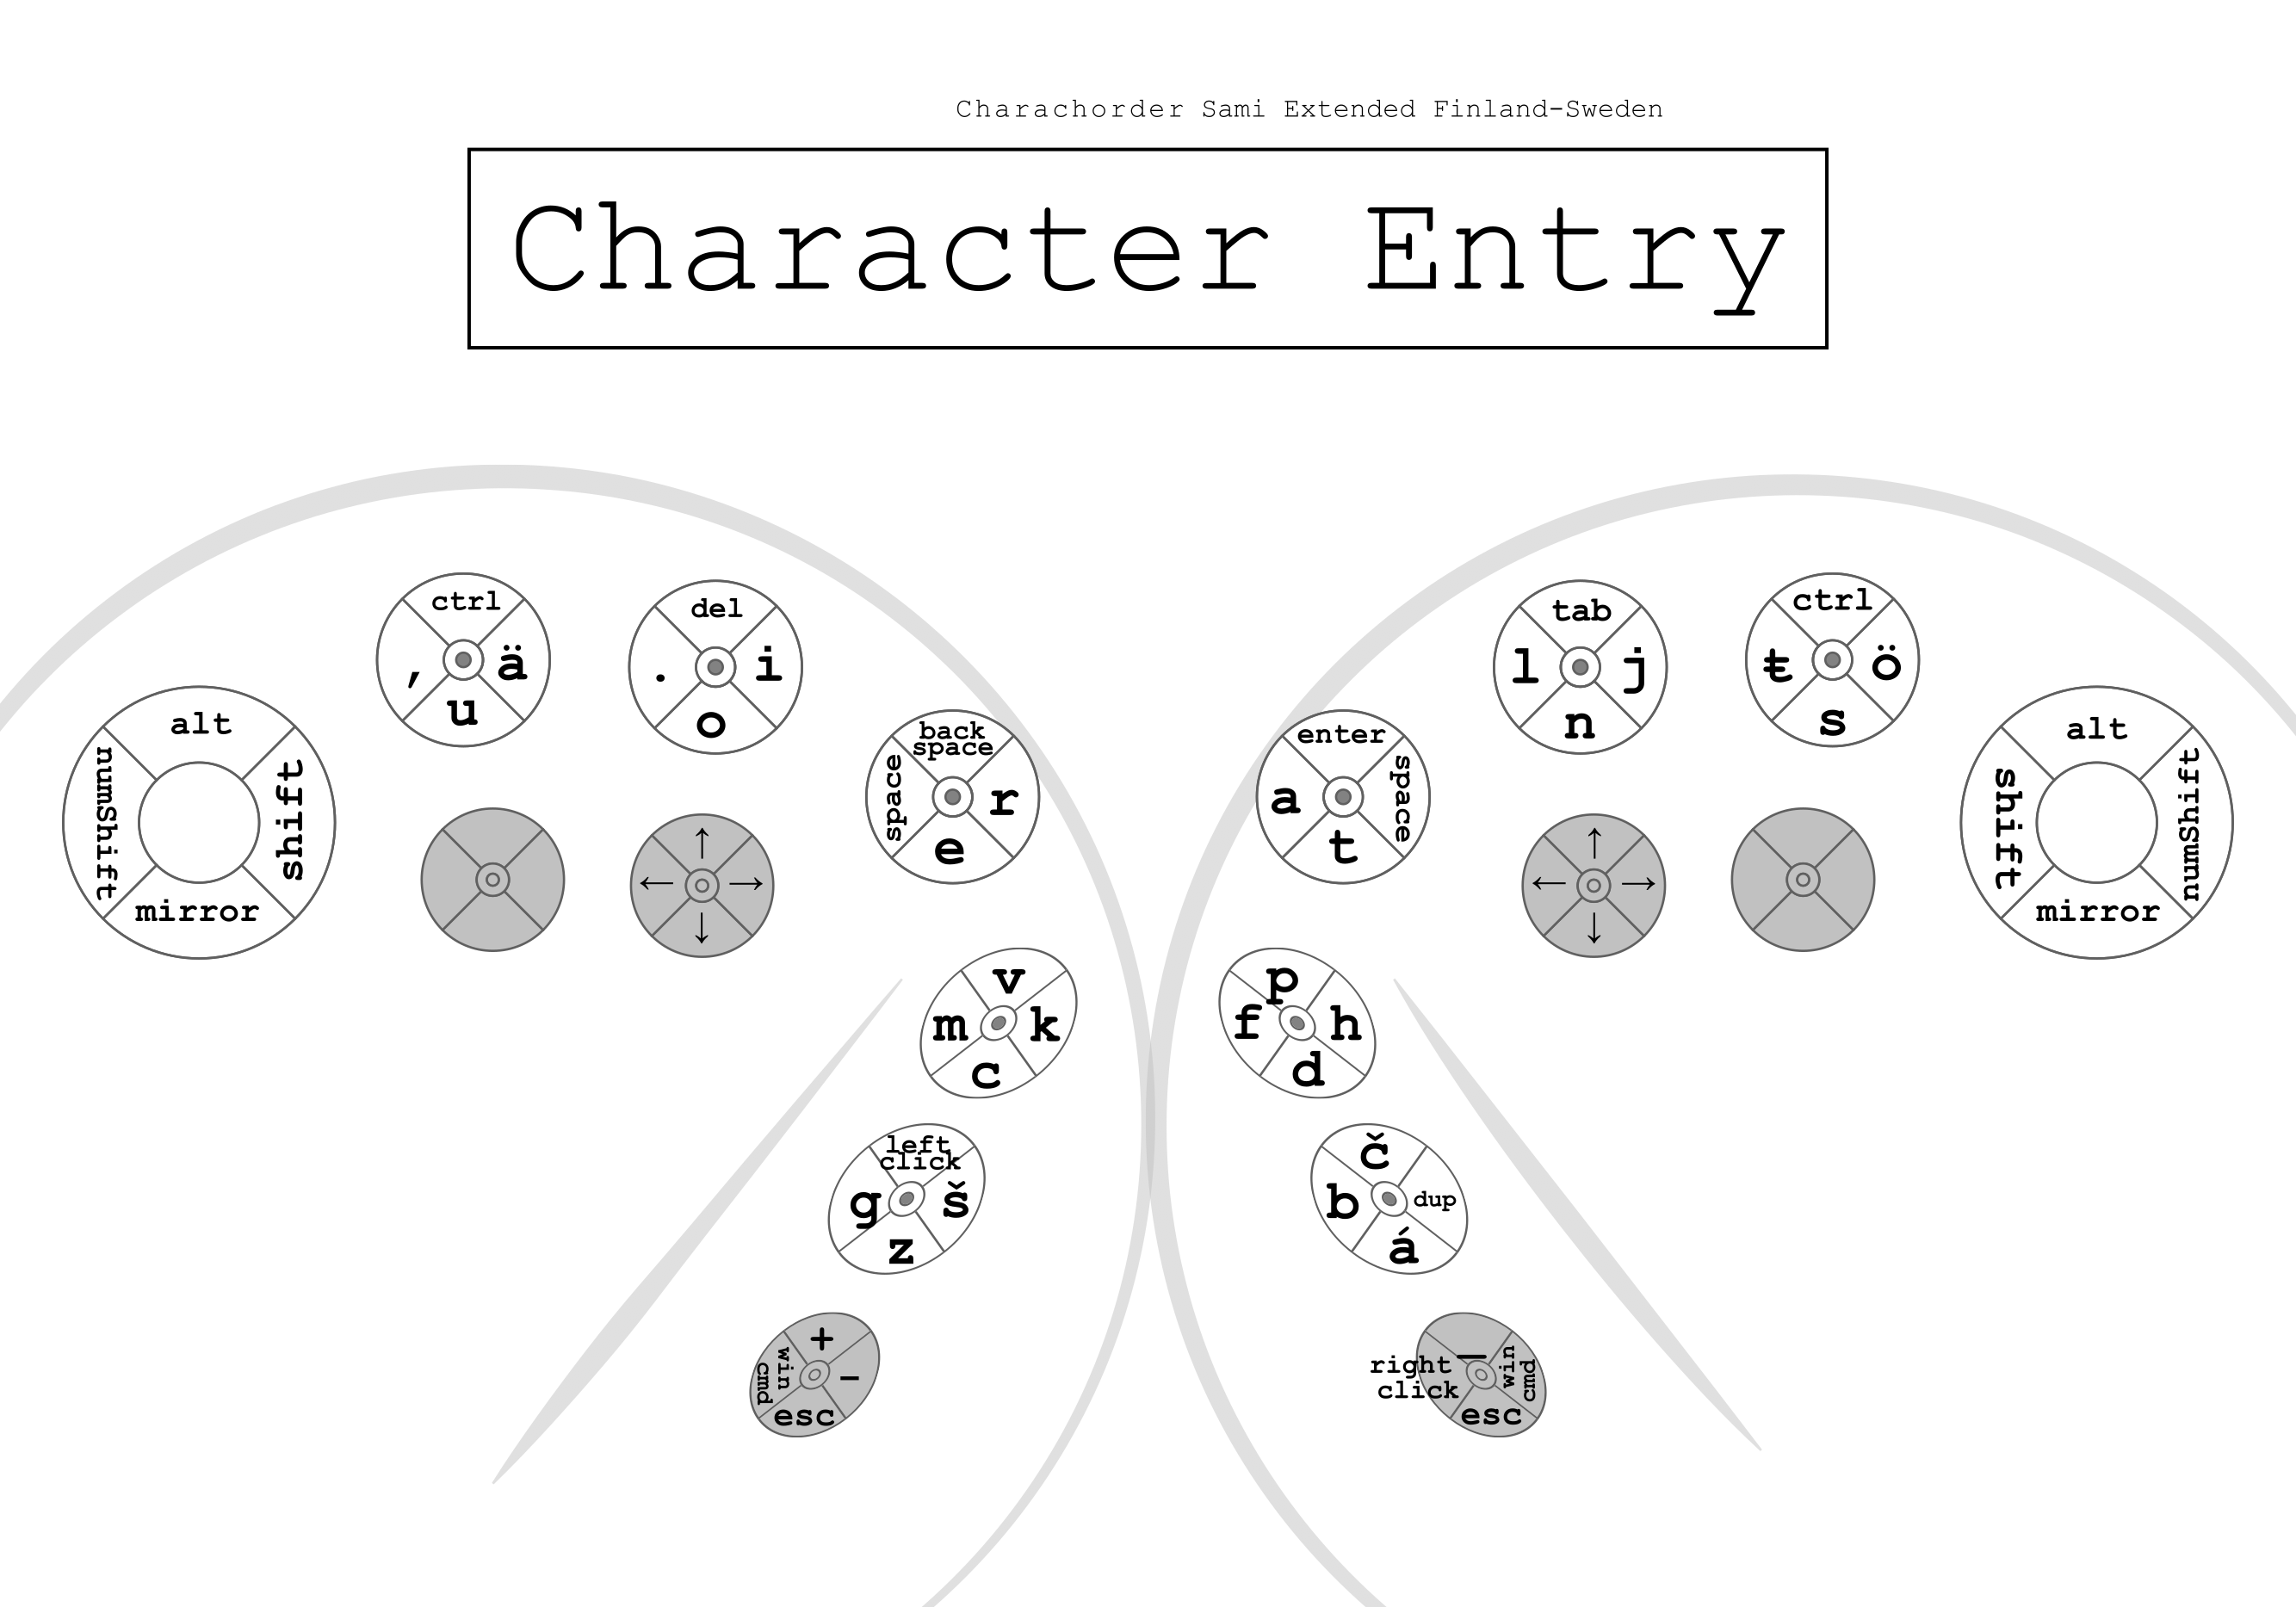 Charachorder Sami Extended Finland-Sweden
Character Entry
ctrl
, ä
u
del
. i
o
alt
numShift
shift
mirror
back
space
space
r
e
↑
← →
↓
v
m k
c
left
click
g š
z
+
win
cmd
-
esc
enter
a
space
t
tab
l j
n
ctrl
ŧ ö
s
alt
shift
numShift
mirror
↑
← →
↓
p
f h
d
č
b dup
á
_
right
click
win
cmd
esc